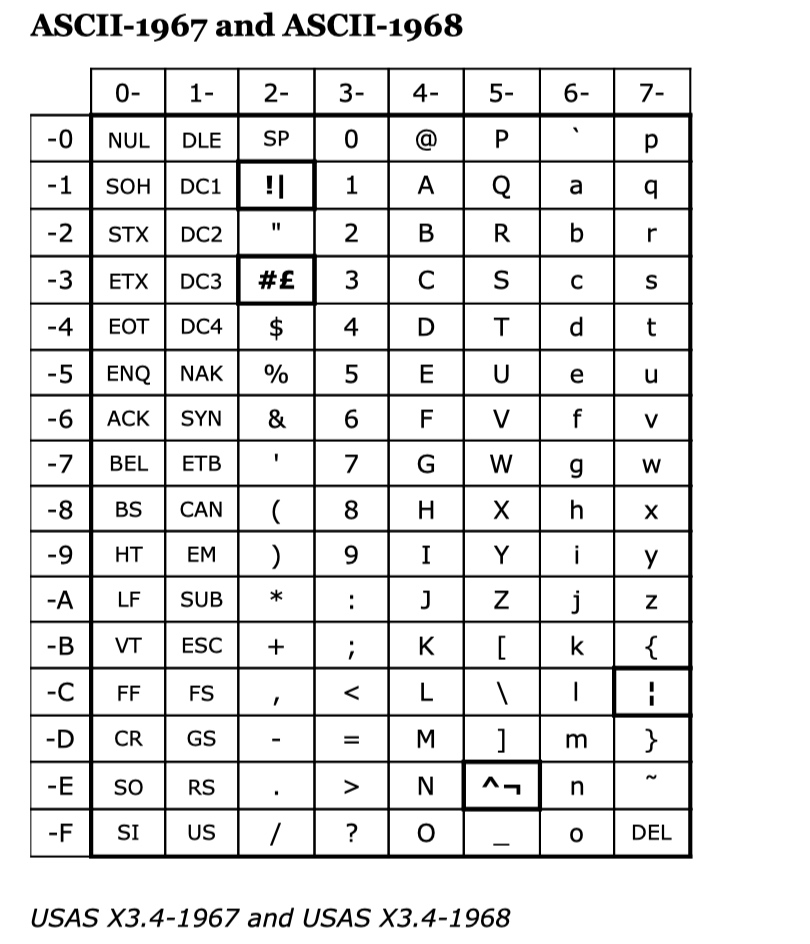 ASCII-1967 and ASCII-1968
0- 1- 2- 3- 4- 5- 6- 7-
-0 NUL DLE SP 0 @ P ` p
-1 SOH DC1 !| 1 A Q a q
-2 STX DC2 " 2 B R b r
-3 ETX DC3 #£ 3 C S c s
-4 EOT DC4 $ 4 D T d t
-5 ENQ NAK % 5 E U e u
-6 ACK SYN & 6 F V f v
-7 BEL ETB ' 7 G W g w
-8 BS CAN ( 8 H X h x
-9 HT EM ) 9 I Y i y
-A LF SUB * : J Z j z
-B VT ESC + ; K [ k {
-C FF FS , < L \ l ¦
-D CR GS - = M ] m }
-E SO RS . > N ^¬ n ~
-F SI US / ? O _ o DEL
USAS X3.4-1967 and USAS X3.4-1968